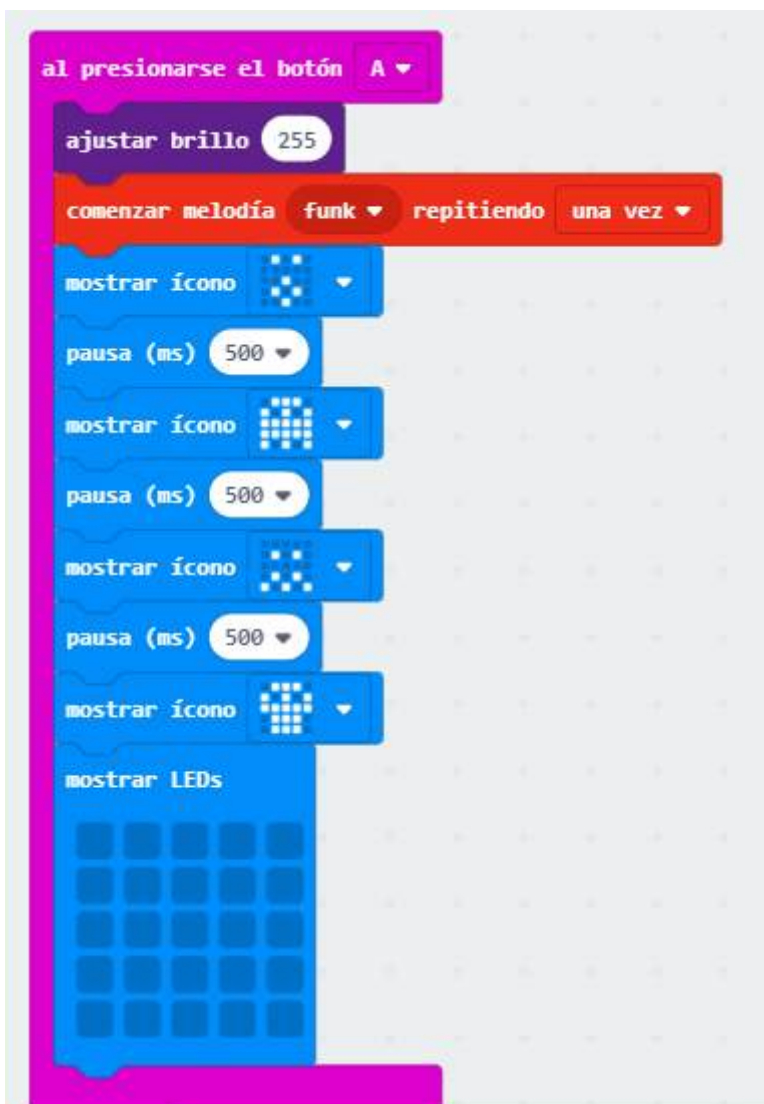 al presionarse el botón A
ajustar brillo 255
comenzar melodía funk repitiendo una vez
mostrar ícono
pausa (ms) 500
mostrar ícono
pausa (ms) 500
mostrar ícono
pausa (ms) 500
mostrar ícono
mostrar LEDs